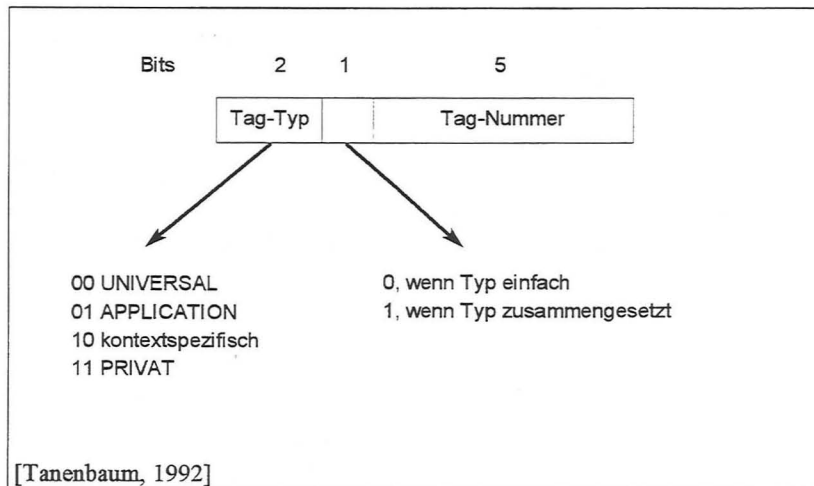 Bits 2 1 5
Tag-Typ Tag-Nummer
00 UNIVERSAL
01 APPLICATION
10 kontextspezifisch
11 PRIVAT
0, wenn Typ einfach
1, wenn Typ zusammengesetzt
[Tanenbaum, 1992]